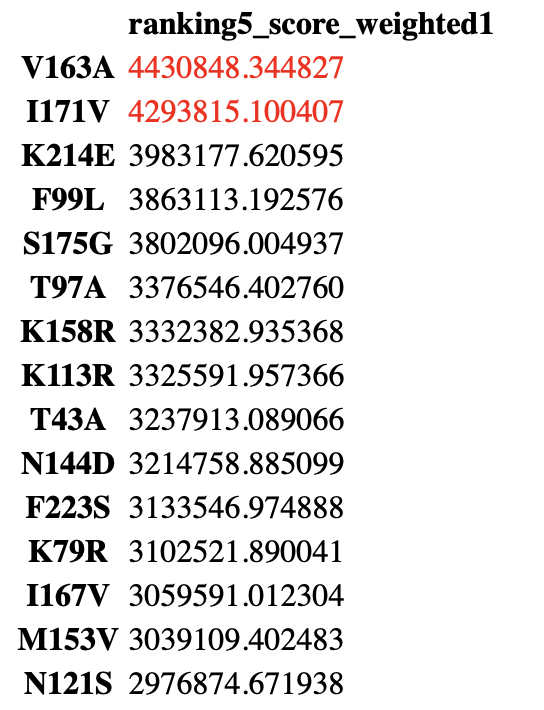 ranking5_score_weighted1
V163A 4430848.344827
I171V 4293815.100407
K214E 3983177.620595
F99L 3863113.192576
S175G 3802096.004937
T97A 3376546.402760
K158R 3332382.935368
K113R 3325591.957366
T43A 3237913.089066
N144D 3214758.885099
F223S 3133546.974888
K79R 3102521.890041
I167V 3059591.012304
M153V 3039109.402483
N121S 2976874.671938